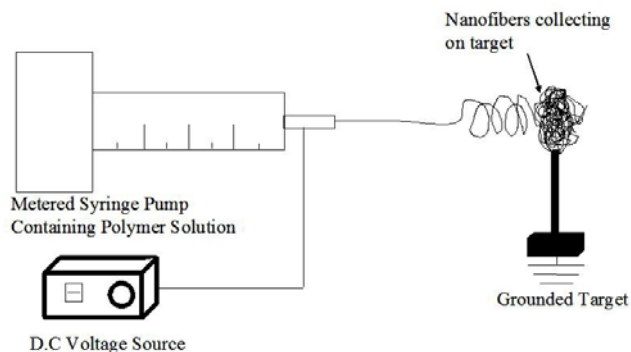 Nanofibers collecting
on target
Metered Syringe Pump
Containing Polymer Solution
Grounded Target
D.C Voltage Source